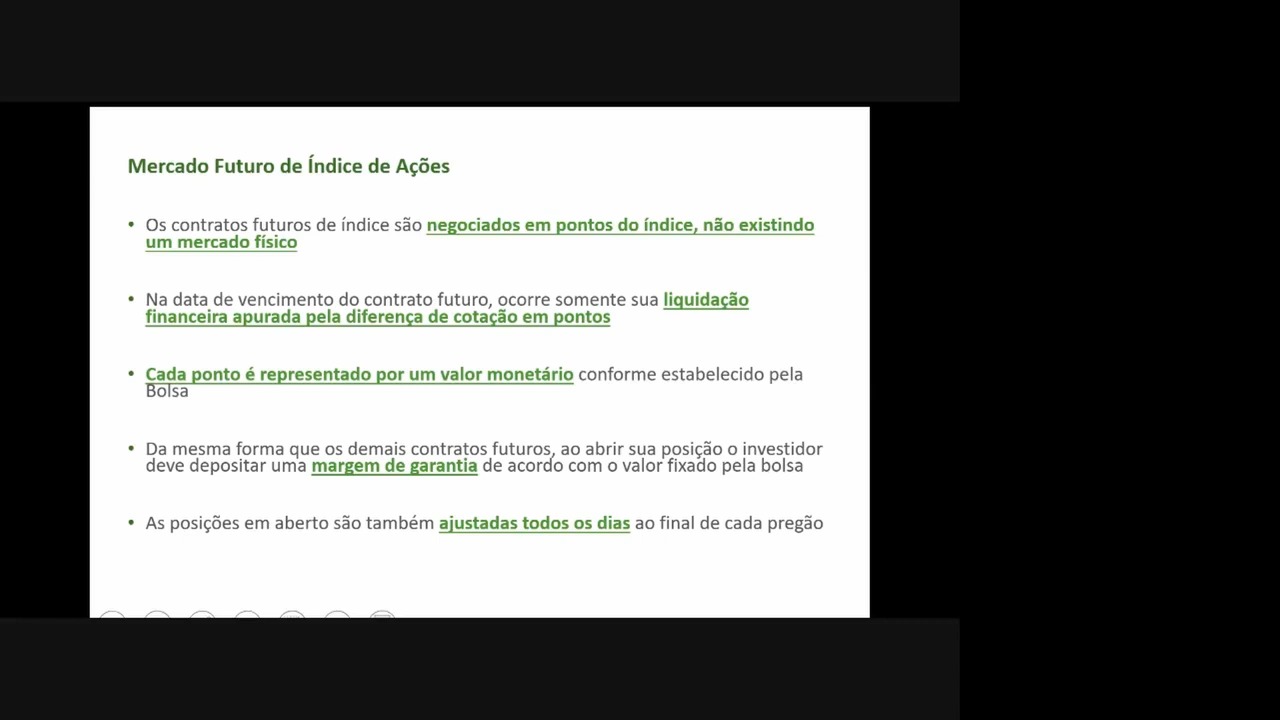 Mercado Futuro de Índice de Ações
• Os contratos futuros de índice são negociados em pontos do índice, não existindo
um mercado físico
• Na data de vencimento do contrato futuro, ocorre somente sua liquidação
financeira apurada pela diferença de cotação em pontos
• Cada ponto é representado por um valor monetário conforme estabelecido pela
Bolsa
• Da mesma forma que os demais contratos futuros, ao abrir sua posição o investidor
deve depositar uma margem de garantia de acordo com o valor fixado pela bolsa
• As posições em aberto são também ajustadas todos os dias ao final de cada pregão